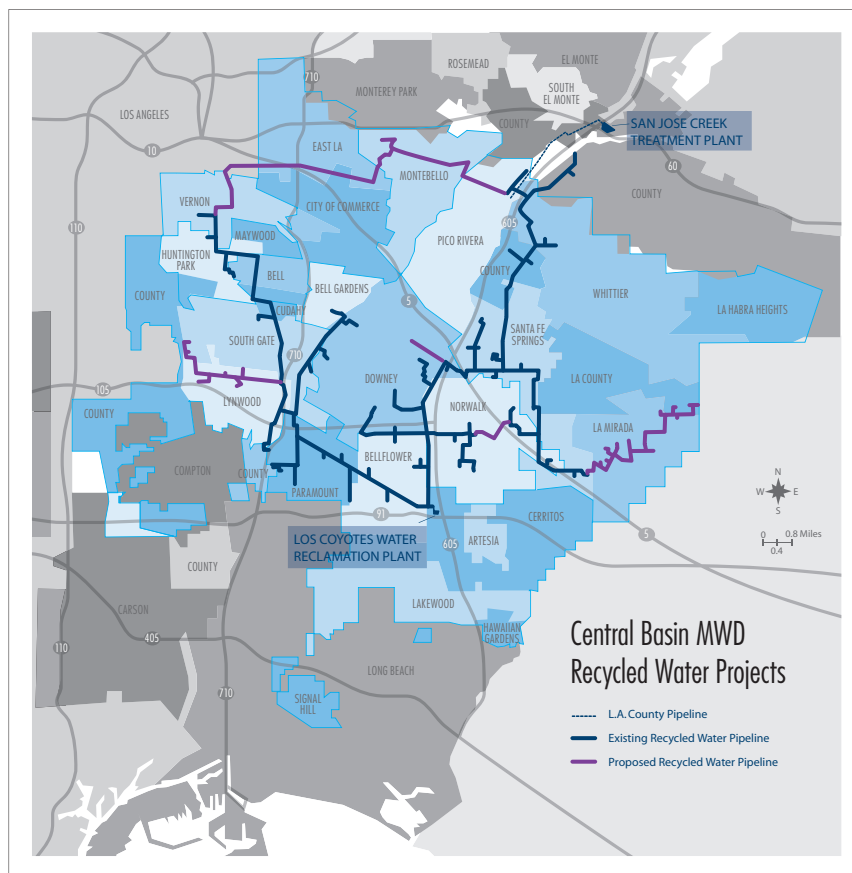 710
ROSEMEAD
EL MONTE
MONTEREY PARK
SOUTH
EL MONTE
LOS ANGELES
COUNTY
SAN JOSE CREEK
TREATMENT PLANT
10
EAST LA
MONTEBELLO
60
COUNTY
VERNON
CITY OF COMMERCE
110
MAYWOOD
605
PICO RIVERA
HUNTINGTON
PARK
BELL
COUNTY
BELL GARDENS
COUNTY
WHITTIER
5
CUDAHY
LA HABRA HEIGHTS
SOUTH GATE
SANTA FE
SPRINGS
710
DOWNEY
LA COUNTY
105
LYNWOOD
NORWALK
COUNTY
LA MIRADA
COMPTON
BELLFLOWER
COUNTY
PARAMOUNT
N
W
E
S
91
CERRITOS
LOS COYOTES WATER
RECLAMATION PLANT
605
ARTESIA
5
0
0.8 Miles
0.4
COUNTY
LAKEWOOD
CARSON
405
HAWAIIAN
GARDENS
110
LONG BEACH
710
SIGNAL
HILL
Central Basin MWD
Recycled Water Projects
L.A. County Pipeline
Existing Recycled Water Pipeline
Proposed Recycled Water Pipeline